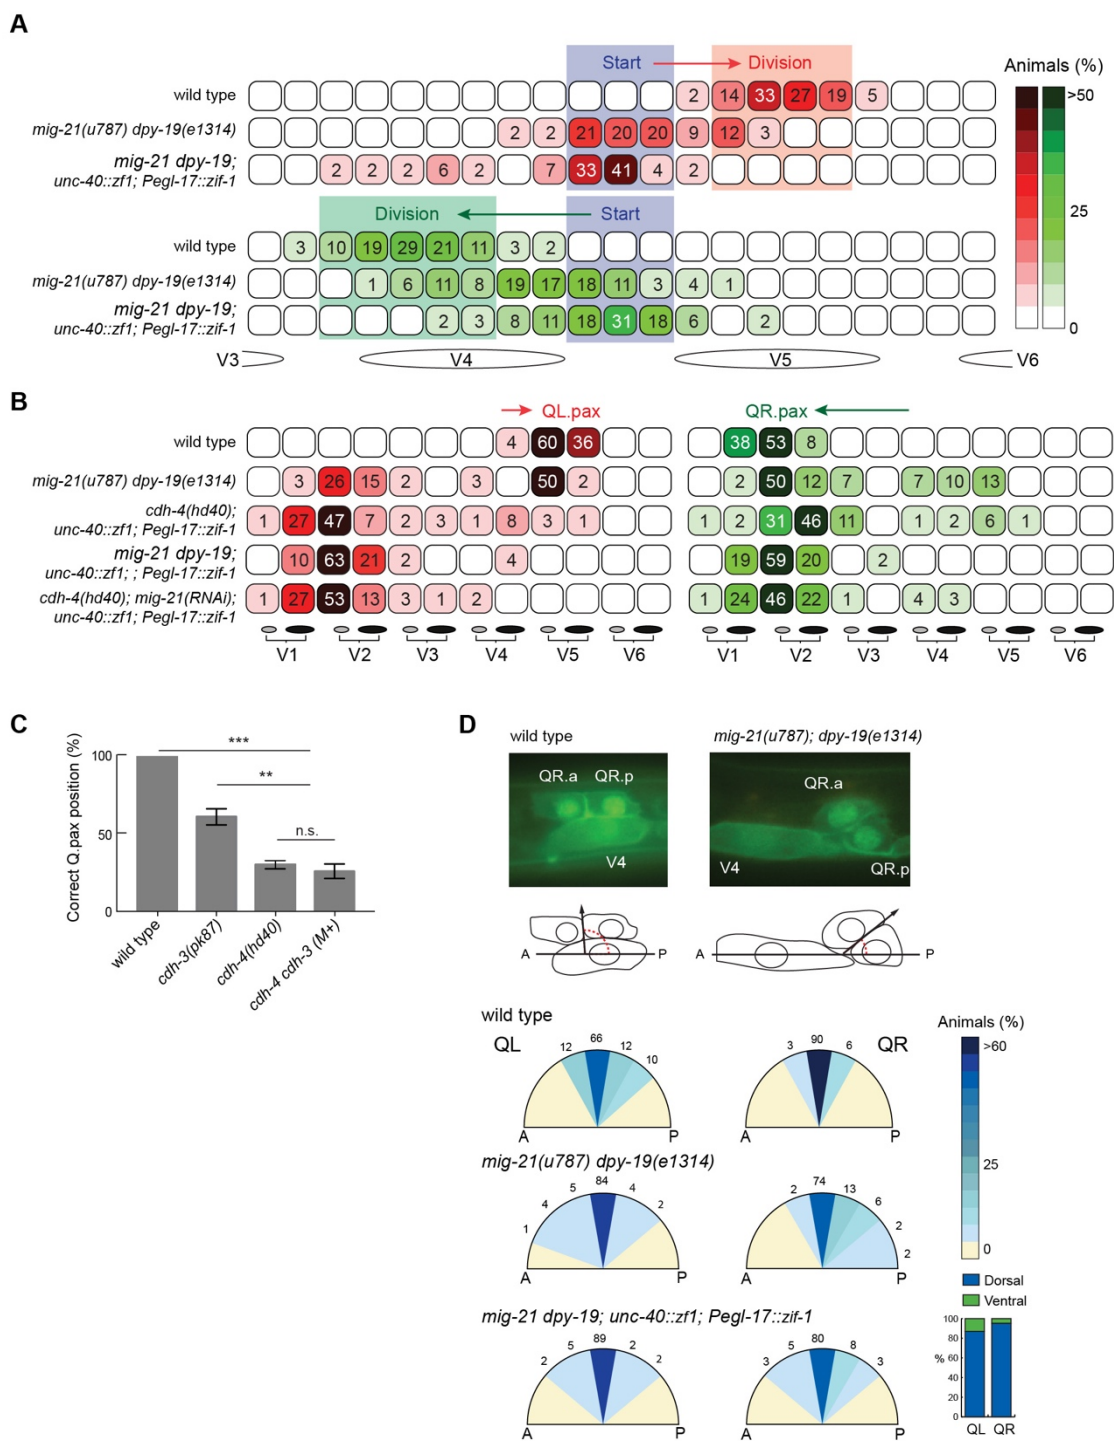 A
Start Division
Animals (%)
wild type 2 14 33 27 19 5
>50
mig-21(u787) dpy-19(e1314) 2 2 21 20 20 9 12 3
mig-21 dpy-19;
unc-40::zf1; Pegl-17::zif-1 2 2 2 6 2 7 33 41 4 2
25
Division Start
wild type 3 10 19 29 21 11 3 2
mig-21(u787) dpy-19(e1314) 1 6 11 8 19 17 18 11 3 4 1
mig-21 dpy-19;
unc-40::zf1; Pegl-17::zif-1 2 3 8 11 18 31 18 6 2
0
V3 V4 V5 V6
B
QL.pax QR.pax
wild type 4 60 36 38 53 8
mig-21(u787) dpy-19(e1314) 3 26 15 2 3 50 2 2 50 12 7 7 10 13
cdh-4(hd40);
unc-40::zf1; Pegl-17::zif-1 1 27 47 7 2 3 1 8 3 1 1 2 31 46 11 1 2 6 1
mig-21 dpy-19;
unc-40::zf1; ; Pegl-17::zif-1 10 63 21 2 4 19 59 20 2
cdh-4(hd40); mig-21(RNAi);
unc-40::zf1; Pegl-17::zif-1 1 27 53 13 3 1 2 1 24 46 22 1 4 3
V1 V2 V3 V4 V5 V6 V1 V2 V3 V4 V5 V6
C
Correct Q.pax position (%)
100
50
0
***
**
n.s.
wild type
cdh-3(pk87)
cdh-4(hd40)
cdh-4 cdh-3 (M+)
D
wild type mig-21(u787); dpy-19(e1314)
QR.a QR.p
V4
QR.a
V4
QR.p
A P A P
wild type
QL QR
12 66 12 10
A P
3 90 6
A P
mig-21(u787) dpy-19(e1314)
1 4 5 84 4 2
A P
2 74 13 6 2 2
A P
mig-21 dpy-19; unc-40::zf1; Pegl-17::zif-1
2 5 89 2 2
A P
3 5 80 8 3
A P
Animals (%)
>60
25
0
Dorsal
Ventral
100
80
60
40
20
0
%
QL QR